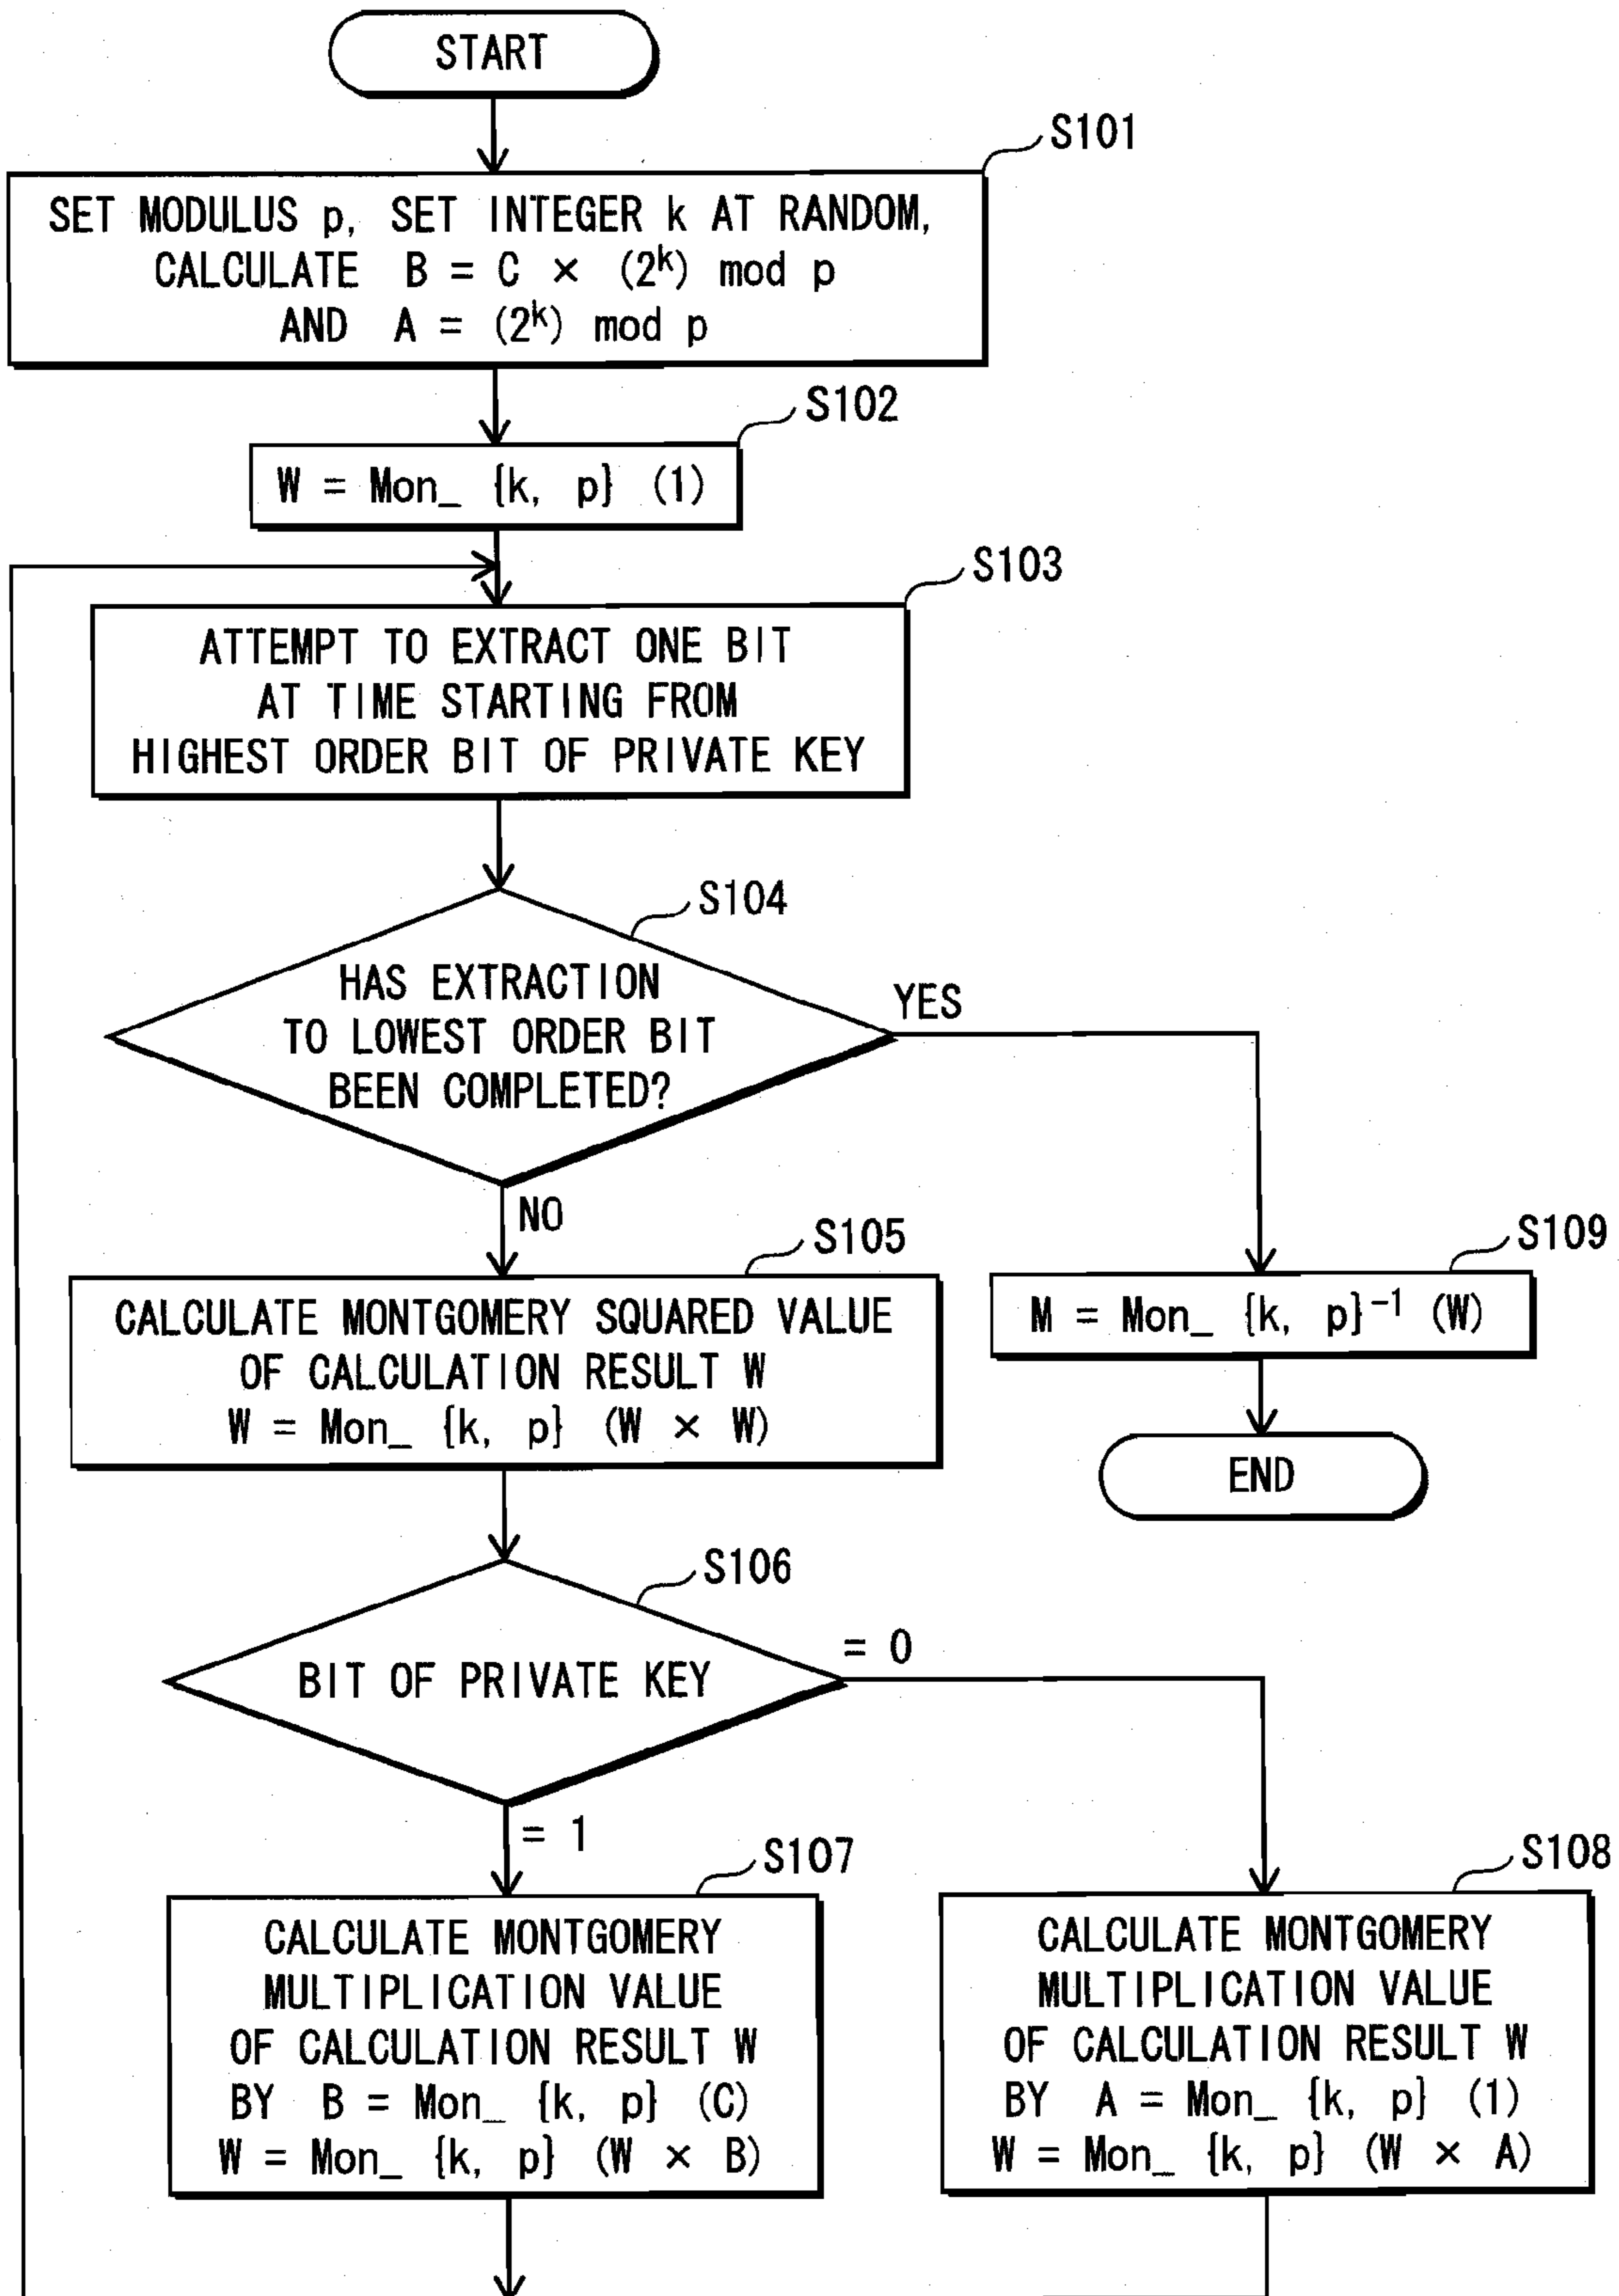 START
S101
SET MODULUS p, SET INTEGER k AT RANDOM,
CALCULATE B = C × (2^k) mod p
AND A = (2^k) mod p
S102
W = Mon_ {k, p} (1)
S103
ATTEMPT TO EXTRACT ONE BIT
AT TIME STARTING FROM
HIGHEST ORDER BIT OF PRIVATE KEY
S104
HAS EXTRACTION
TO LOWEST ORDER BIT
BEEN COMPLETED?
YES
NO
S105
CALCULATE MONTGOMERY SQUARED VALUE
OF CALCULATION RESULT W
W = Mon_ {k, p} (W × W)
S109
M = Mon_ {k, p}^-1 (W)
END
S106
BIT OF PRIVATE KEY
= 0
= 1
S107
CALCULATE MONTGOMERY
MULTIPLICATION VALUE
OF CALCULATION RESULT W
BY B = Mon_ {k, p} (C)
W = Mon_ {k, p} (W × B)
S108
CALCULATE MONTGOMERY
MULTIPLICATION VALUE
OF CALCULATION RESULT W
BY A = Mon_ {k, p} (1)
W = Mon_ {k, p} (W × A)